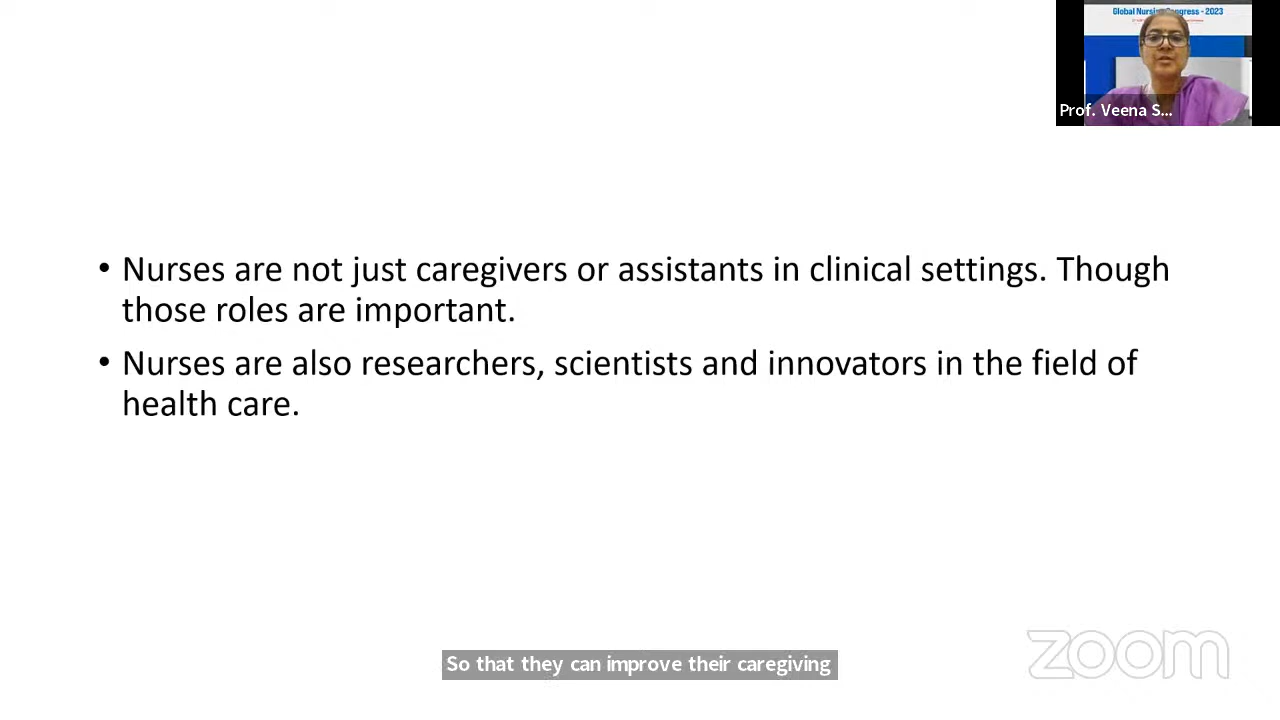 Global Nursing Congress - 2023
Prof. Veena S...
• Nurses are not just caregivers or assistants in clinical settings. Though
those roles are important.
• Nurses are also researchers, scientists and innovators in the field of
health care.
So that they can improve their caregiving
zoom